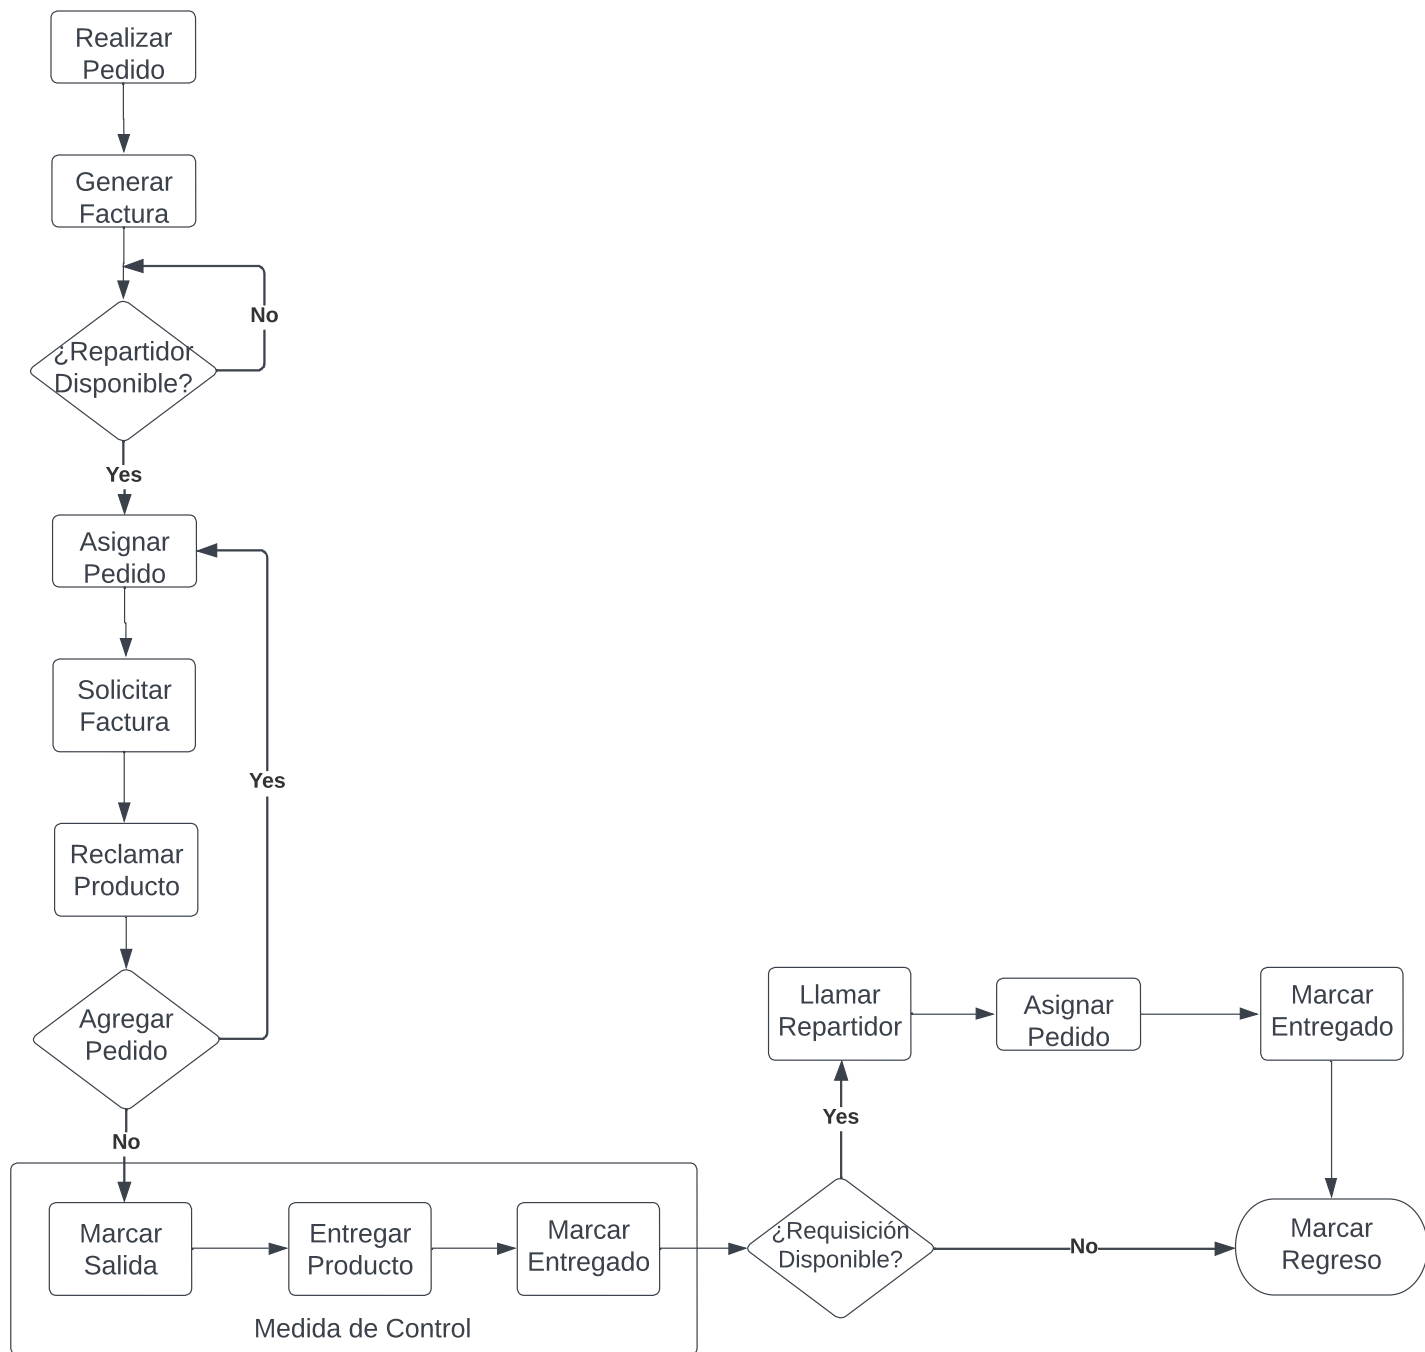 Realizar
Pedido
Generar
Factura
No
¿Repartidor
Disponible?
Yes
Asignar
Pedido
Solicitar
Factura
Yes
Reclamar
Producto
Agregar
Pedido
No
Marcar
Salida
Entregar
Producto
Marcar
Entregado
Medida de Control
¿Requisición
Disponible?
Yes
Llamar
Repartidor
Asignar
Pedido
Marcar
Entregado
No
Marcar
Regreso